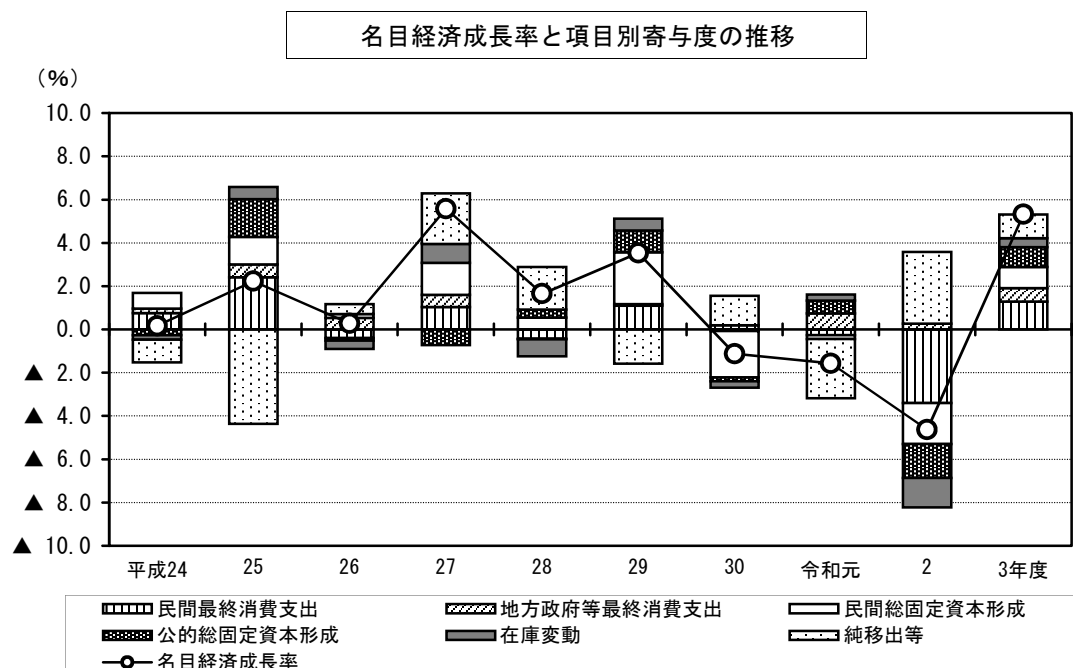 名目経済成長率と項目別寄与度の推移
（%）
10.0
8.0
6.0
4.0
2.0
0.0
▲ 2.0
▲ 4.0
▲ 6.0
▲ 8.0
▲ 10.0
平成24 25 26 27 28 29 30 令和元 2 3年度
民間最終消費支出 地方政府等最終消費支出 民間総固定資本形成
公的総固定資本形成 在庫変動 純移出等
名目経済成長率